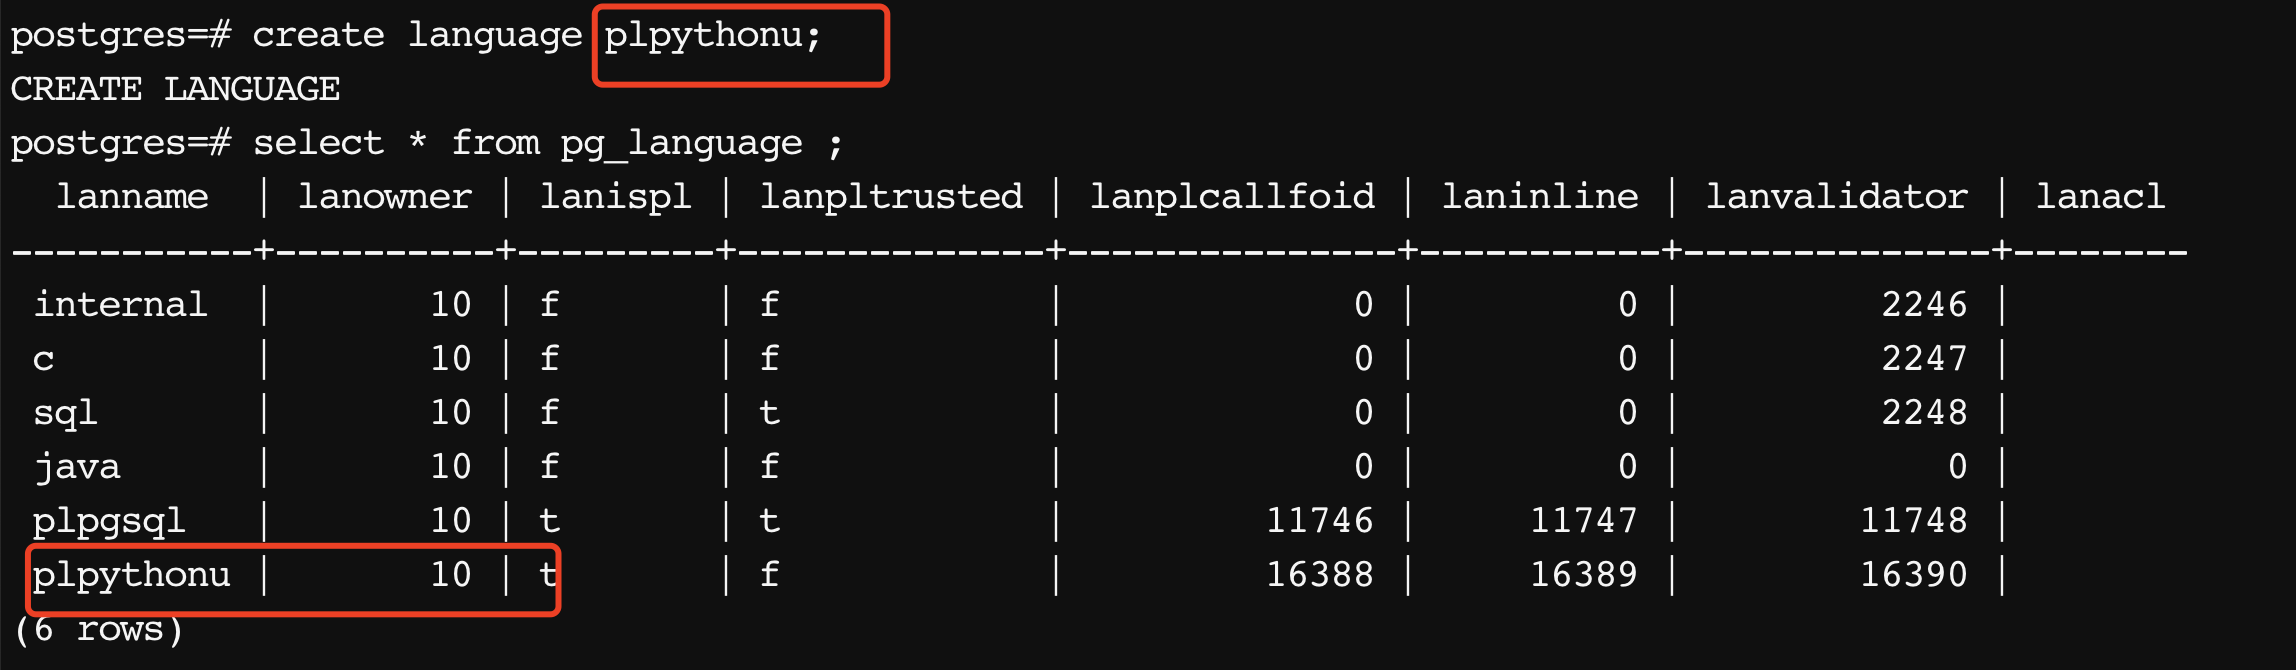 postgres=# create language plpythonu;
CREATE LANGUAGE
postgres=# select * from pg_language ;
  lanname  | lanowner | lanispl | lanpltrusted | lanplcallfoid | laninline | lanvalidator | lanacl
-----------+----------+---------+--------------+---------------+-----------+--------------+--------
 internal  |       10 | f       | f            |             0 |         0 |         2246 |
 c         |       10 | f       | f            |             0 |         0 |         2247 |
 sql       |       10 | f       | t            |             0 |         0 |         2248 |
 java      |       10 | f       | f            |             0 |         0 |            0 |
 plpgsql   |       10 | t       | t            |         11746 |     11747 |        11748 |
 plpythonu |       10 | t       | f            |         16388 |     16389 |        16390 |
(6 rows)